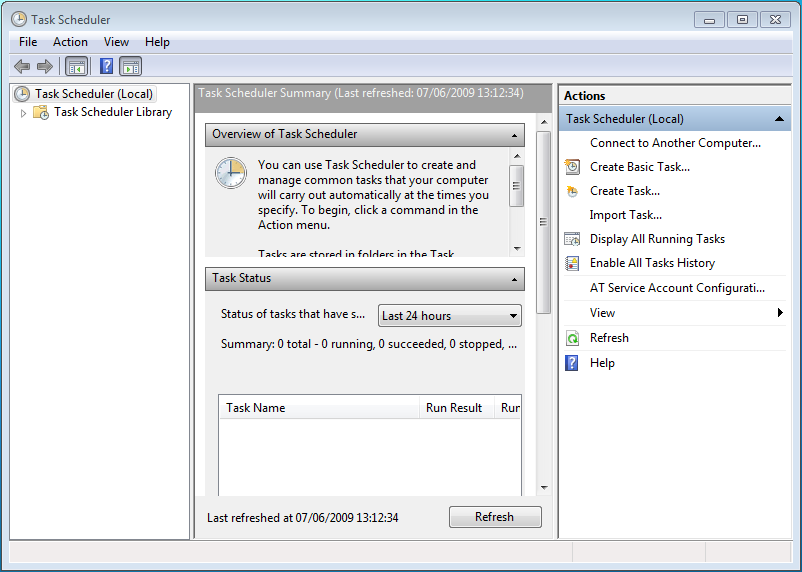 Task Scheduler
File Action View Help
Task Scheduler (Local)
Task Scheduler Library
Task Scheduler Summary (Last refreshed: 07/06/2009 13:12:34)
Overview of Task Scheduler
You can use Task Scheduler to create and
manage common tasks that your computer
will carry out automatically at the times you
specify. To begin, click a command in the
Action menu.
Tasks are stored in folders in the Task
Task Status
Status of tasks that have s... Last 24 hours
Summary: 0 total - 0 running, 0 succeeded, 0 stopped, ...
Task Name Run Result Run
Last refreshed at 07/06/2009 13:12:34 Refresh
Actions
Task Scheduler (Local)
Connect to Another Computer...
Create Basic Task...
Create Task...
Import Task...
Display All Running Tasks
Enable All Tasks History
AT Service Account Configurati...
View
Refresh
Help